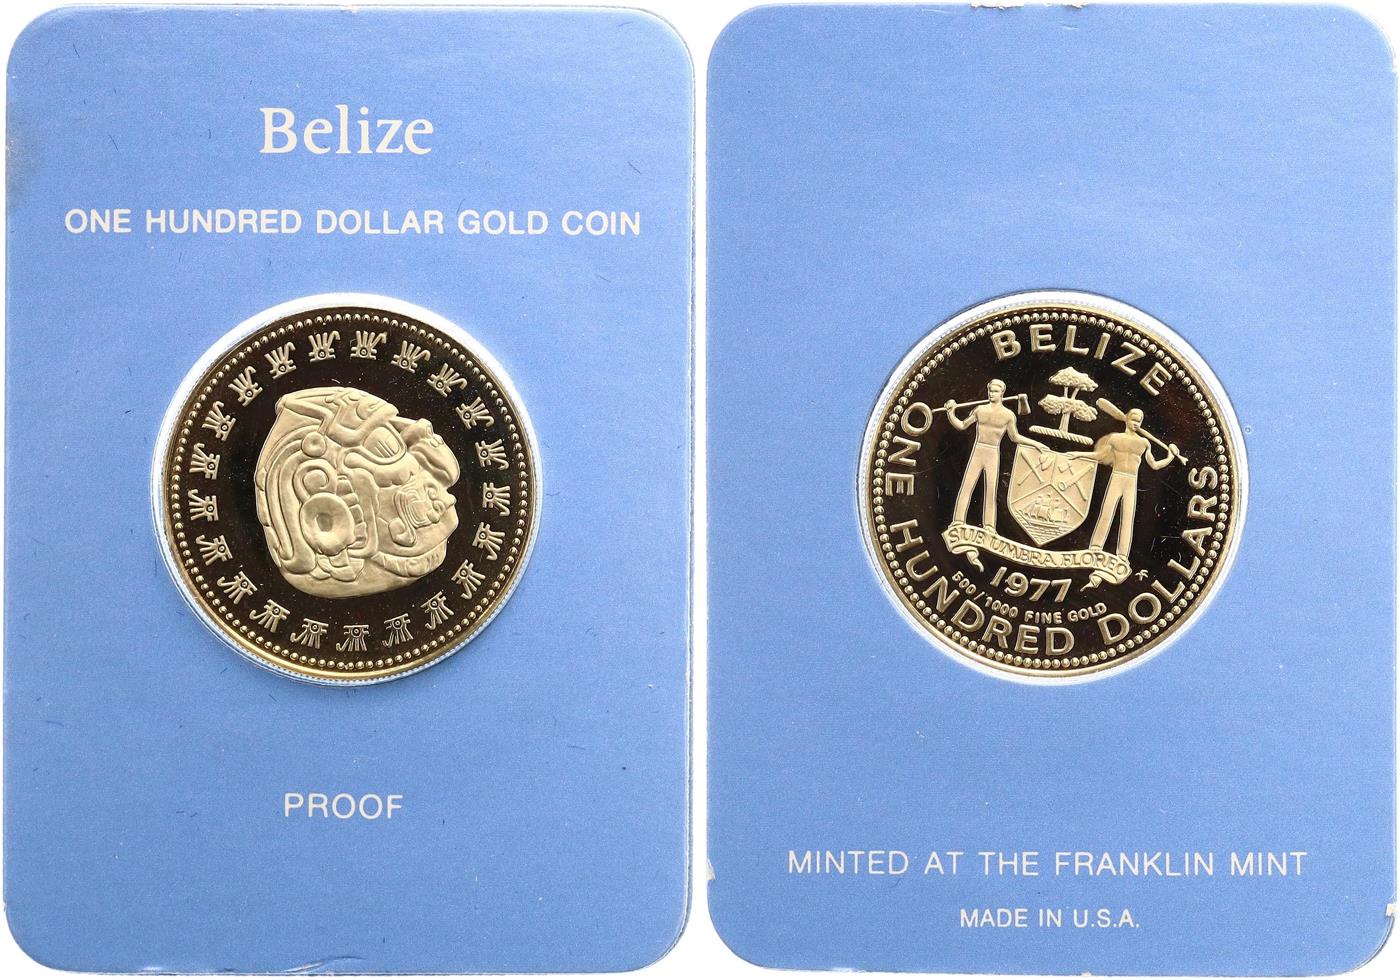 Belize
ONE HUNDRED DOLLAR GOLD COIN
PROOF
BELIZE
ONE HUNDRED DOLLARS
SUB UMBRA FLOREO
1977
500/1000 FINE GOLD
MINTED AT THE FRANKLIN MINT
MADE IN U.S.A.